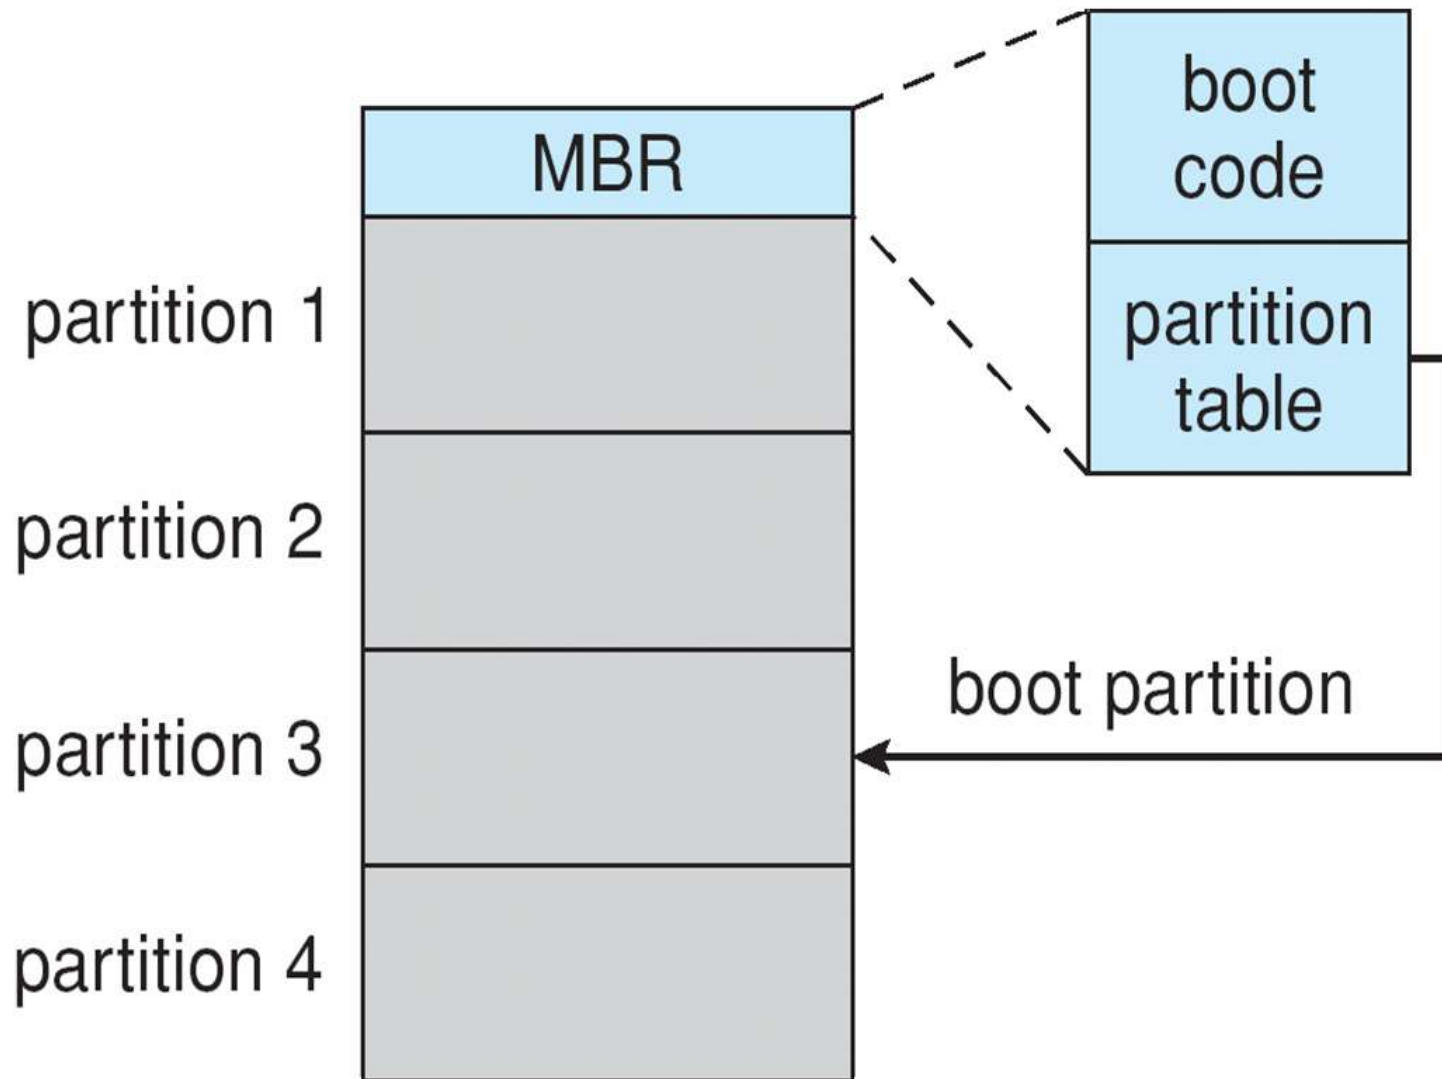 boot
code
MBR
partition 1
partition
table
partition 2
boot partition
partition 3
partition 4